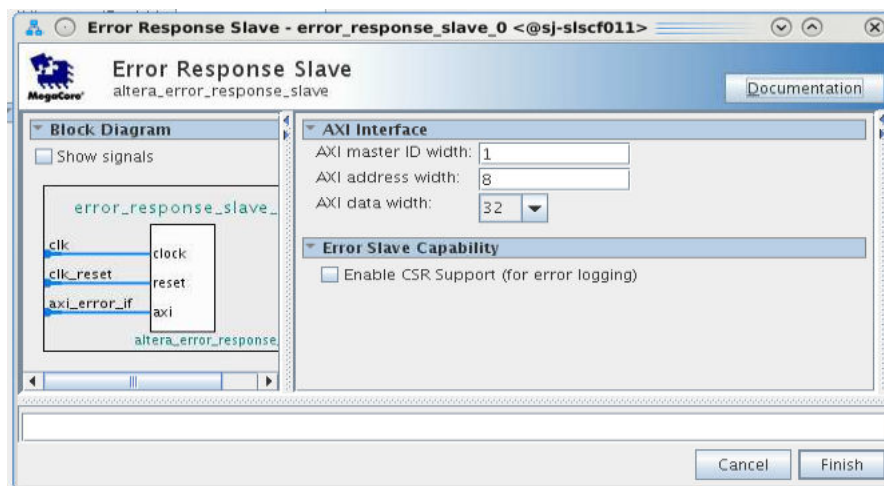 Error Response Slave - error_response_slave_0 <@sj-slscf011>
MegaCore'
Error Response Slave
altera_error_response_slave
Documentation
Block Diagram
Show signals
error_response_slave_
clk
clock
clk_reset
reset
axi_error_if
axi
altera_error_response_
AXI Interface
AXI master ID width: 1
AXI address width: 8
AXI data width: 32
Error Slave Capability
Enable CSR Support (for error logging)
Cancel
Finish